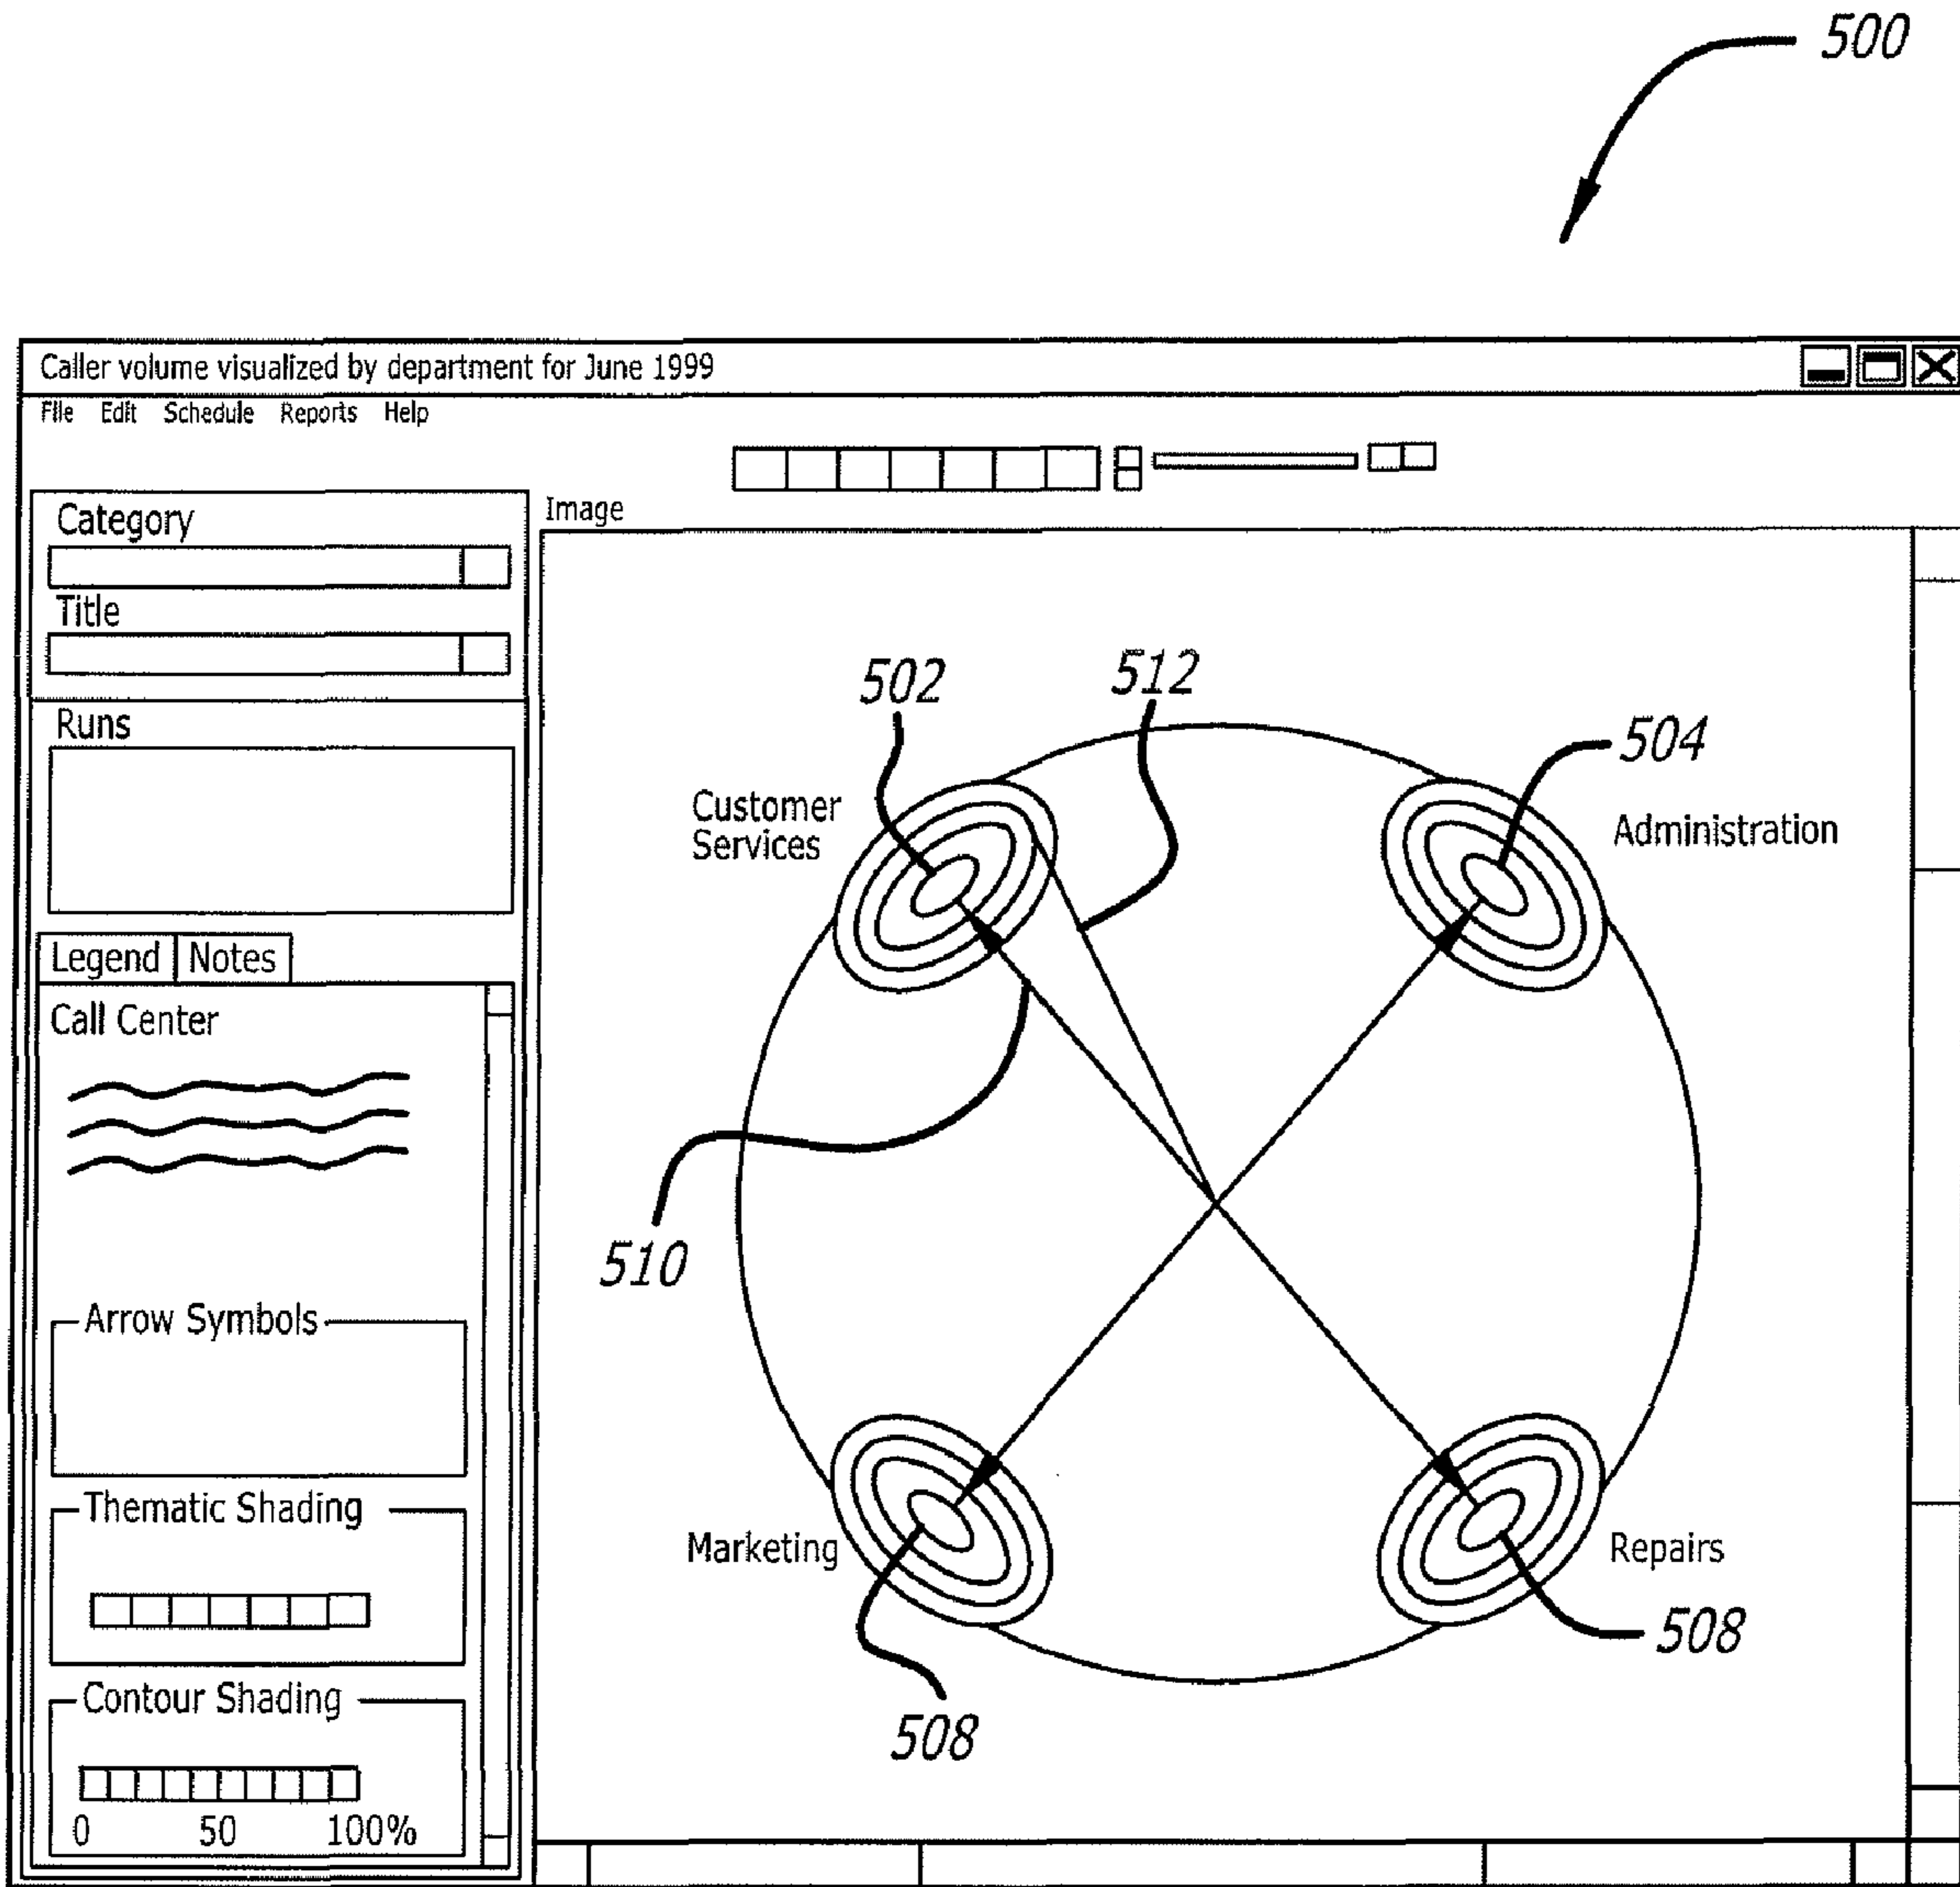 500
Caller volume visualized by department for June 1999
File Edit Schedule Reports Help
Category
Title
Runs
Legend Notes
Call Center
Arrow Symbols
Thematic Shading
Contour Shading
0 50 100%
Image
502
512
504
Customer
Services
Administration
510
Marketing
Repairs
508
508